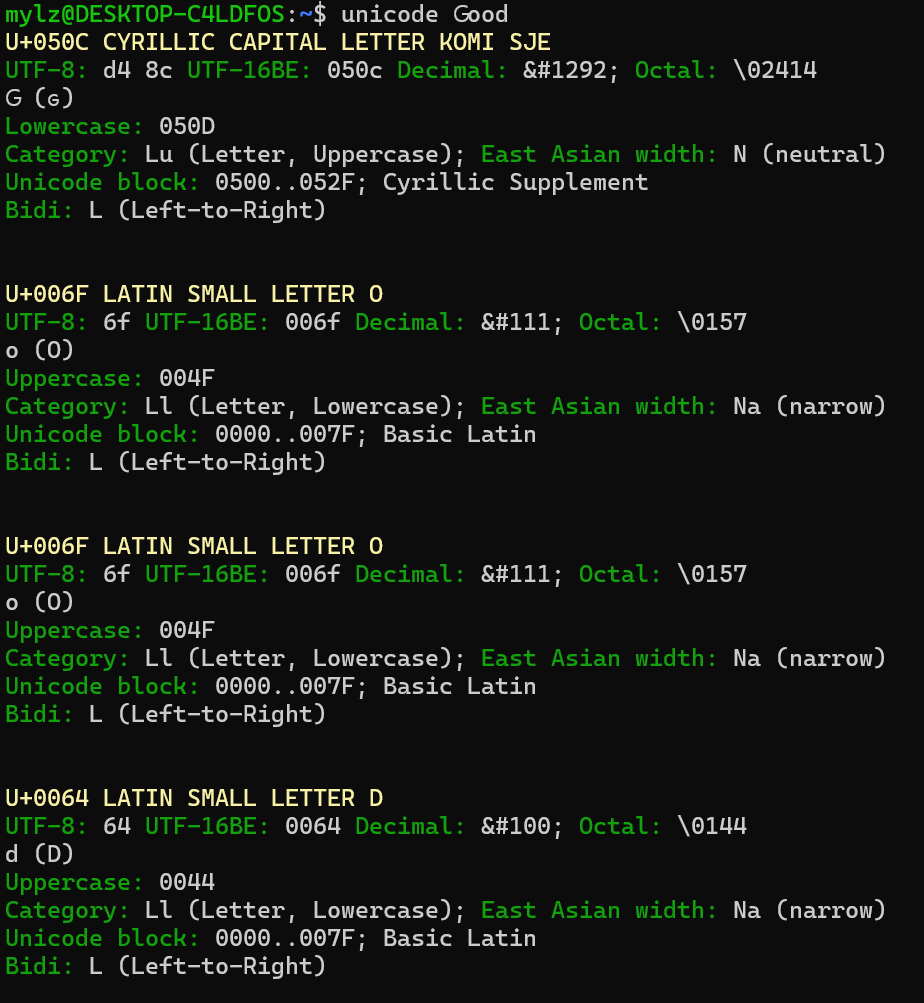 mylz@DESKTOP-C4LDFOS:~$ unicode Ԍood
U+050C CYRILLIC CAPITAL LETTER KOMI SJE
UTF-8: d4 8c UTF-16BE: 050c Decimal: &#1292; Octal: \02414
Ԍ (ԍ)
Lowercase: 050D
Category: Lu (Letter, Uppercase); East Asian width: N (neutral)
Unicode block: 0500..052F; Cyrillic Supplement
Bidi: L (Left-to-Right)
U+006F LATIN SMALL LETTER O
UTF-8: 6f UTF-16BE: 006f Decimal: &#111; Octal: \0157
o (O)
Uppercase: 004F
Category: Ll (Letter, Lowercase); East Asian width: Na (narrow)
Unicode block: 0000..007F; Basic Latin
Bidi: L (Left-to-Right)
U+006F LATIN SMALL LETTER O
UTF-8: 6f UTF-16BE: 006f Decimal: &#111; Octal: \0157
o (O)
Uppercase: 004F
Category: Ll (Letter, Lowercase); East Asian width: Na (narrow)
Unicode block: 0000..007F; Basic Latin
Bidi: L (Left-to-Right)
U+0064 LATIN SMALL LETTER D
UTF-8: 64 UTF-16BE: 0064 Decimal: &#100; Octal: \0144
d (D)
Uppercase: 0044
Category: Ll (Letter, Lowercase); East Asian width: Na (narrow)
Unicode block: 0000..007F; Basic Latin
Bidi: L (Left-to-Right)